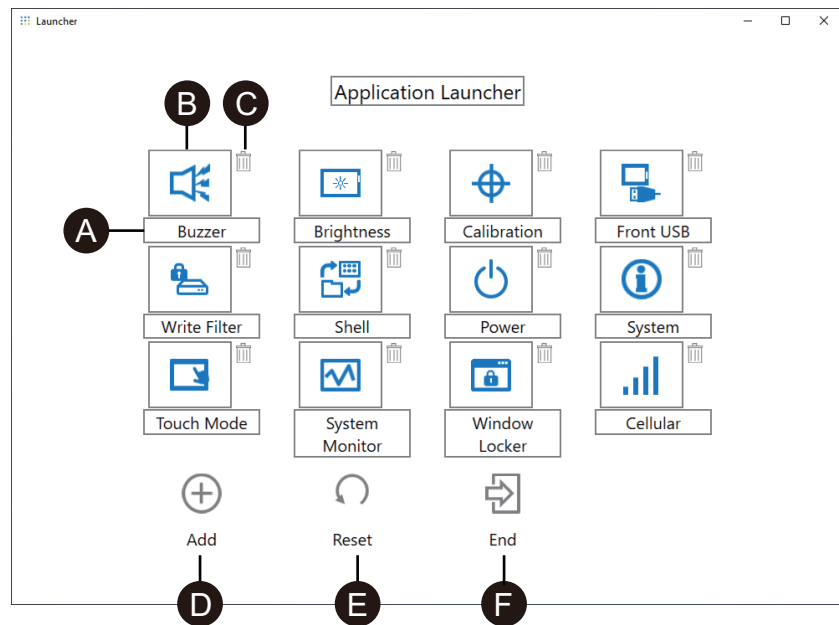 Launcher
Application Launcher
B
C
A
Buzzer
Brightness
Calibration
Front USB
Write Filter
Shell
Power
System
Touch Mode
System
Monitor
Window
Locker
Cellular
Add
Reset
End
D
E
F